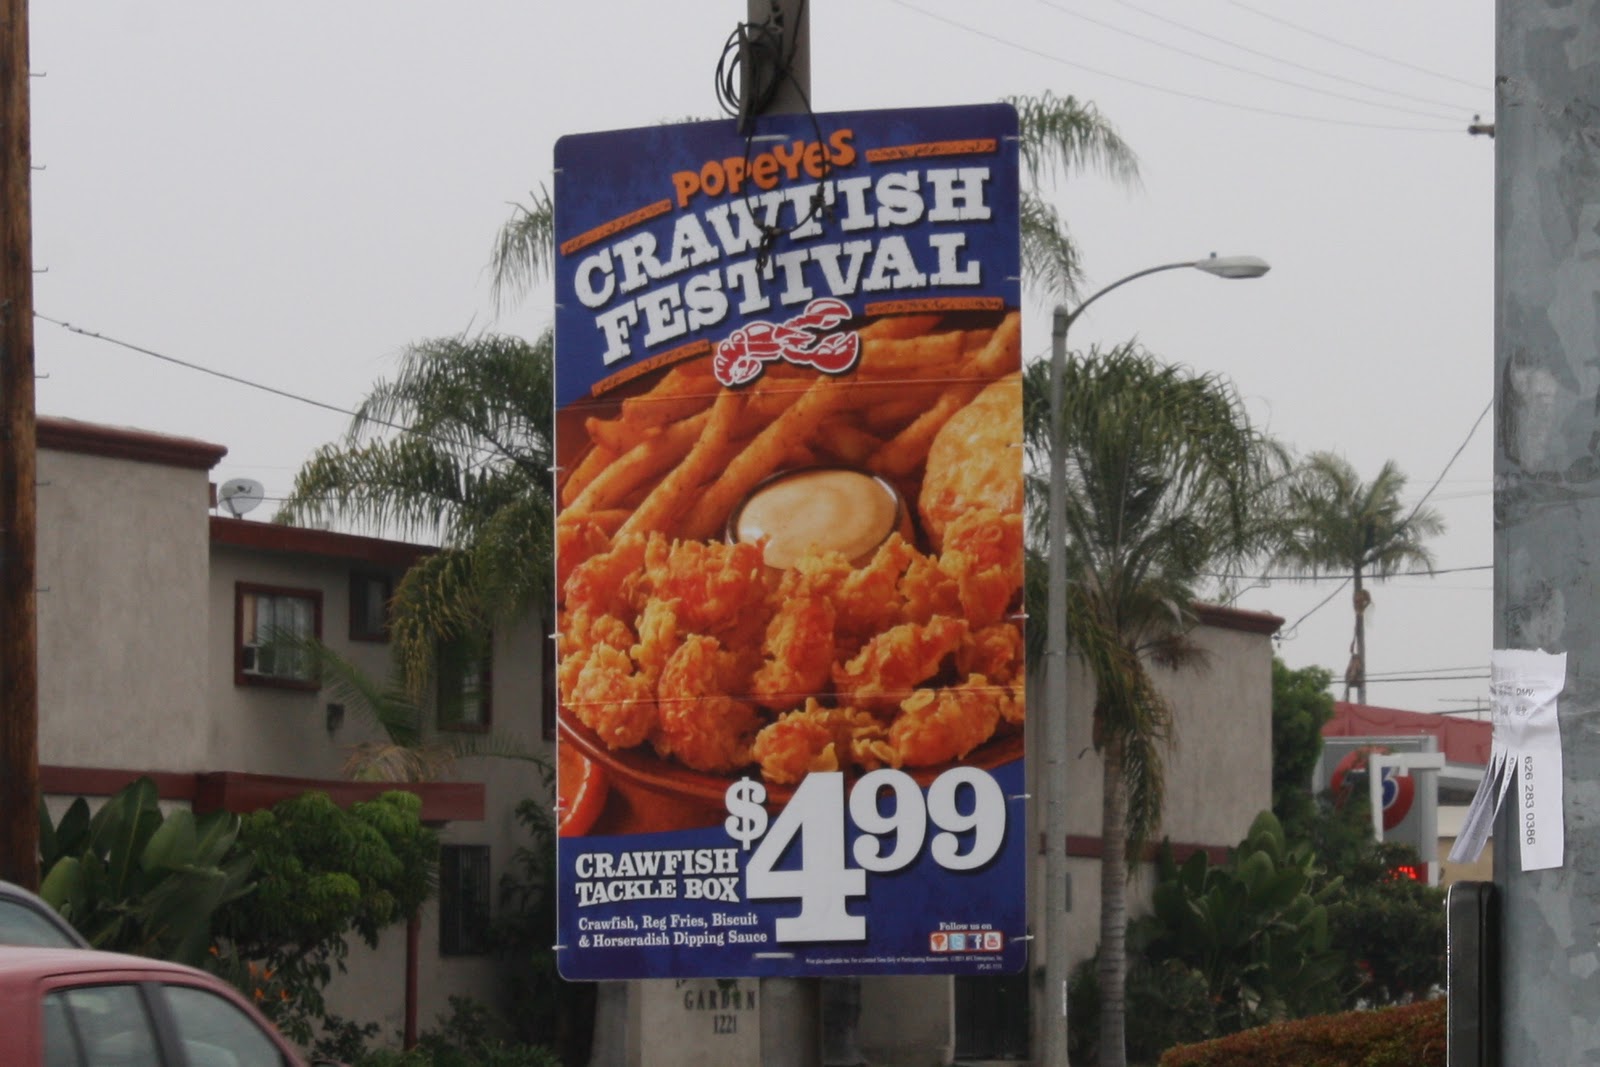 POPEYES
CRAWFISH
FESTIVAL
$4.99
CRAWFISH
TACKLE BOX
Crawfish, Reg Fries, Biscuit
& Horseradish Dipping Sauce
Follow us on
GARDEN
1221
DMV,
626 283 0386